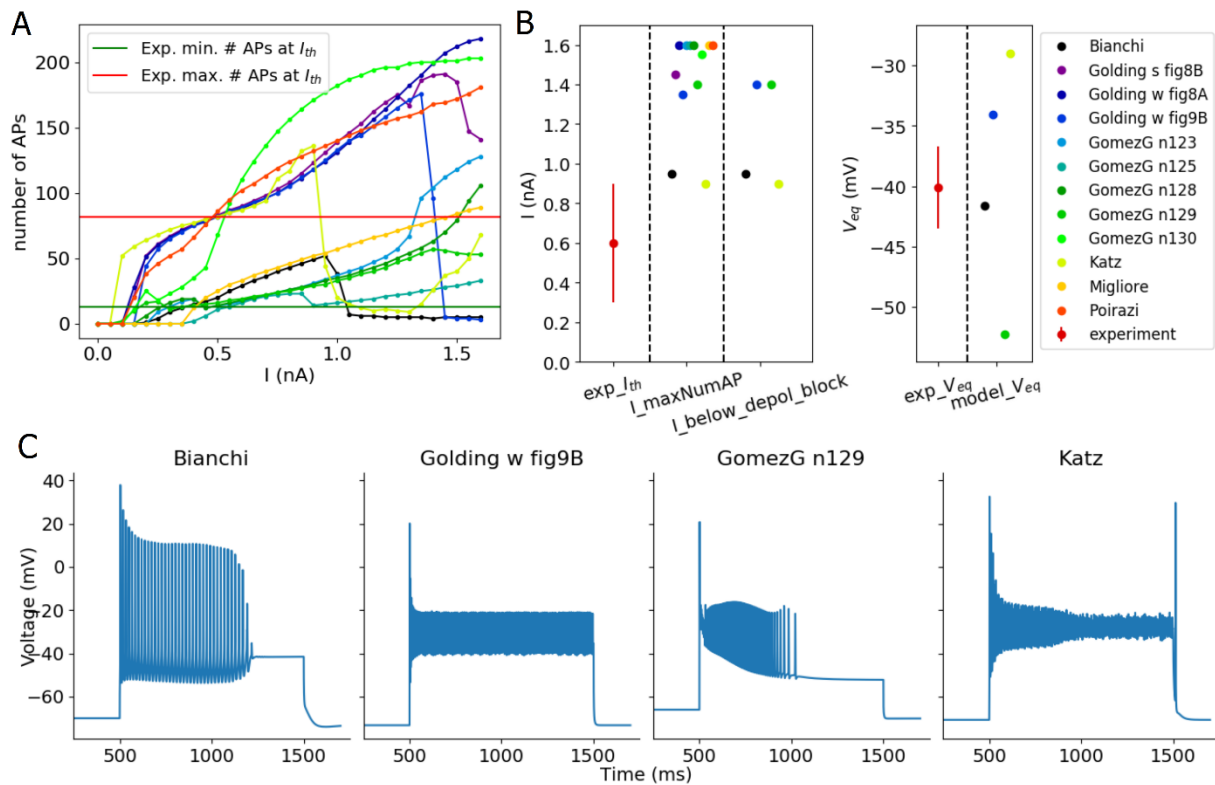 A
number of APs
200
150
100
50
0
Exp. min. # APs at I_th
Exp. max. # APs at I_th
0.0 0.5 1.0 1.5
I (nA)
B
I (nA)
1.6
1.4
1.2
1.0
0.8
0.6
0.4
0.2
0.0
exp_I_th
I_maxNumAP
I_below_depol_block
V_eq (mV)
−30
−35
−40
−45
−50
exp_V_eq
model_V_eq
Bianchi
Golding s fig8B
Golding w fig8A
Golding w fig9B
GomezG n123
GomezG n125
GomezG n128
GomezG n129
GomezG n130
Katz
Migliore
Poirazi
experiment
C
Bianchi
Golding w fig9B
GomezG n129
Katz
Voltage (mV)
40
20
0
−20
−40
−60
500 1000 1500
500 1000 1500
500 1000 1500
500 1000 1500
Time (ms)